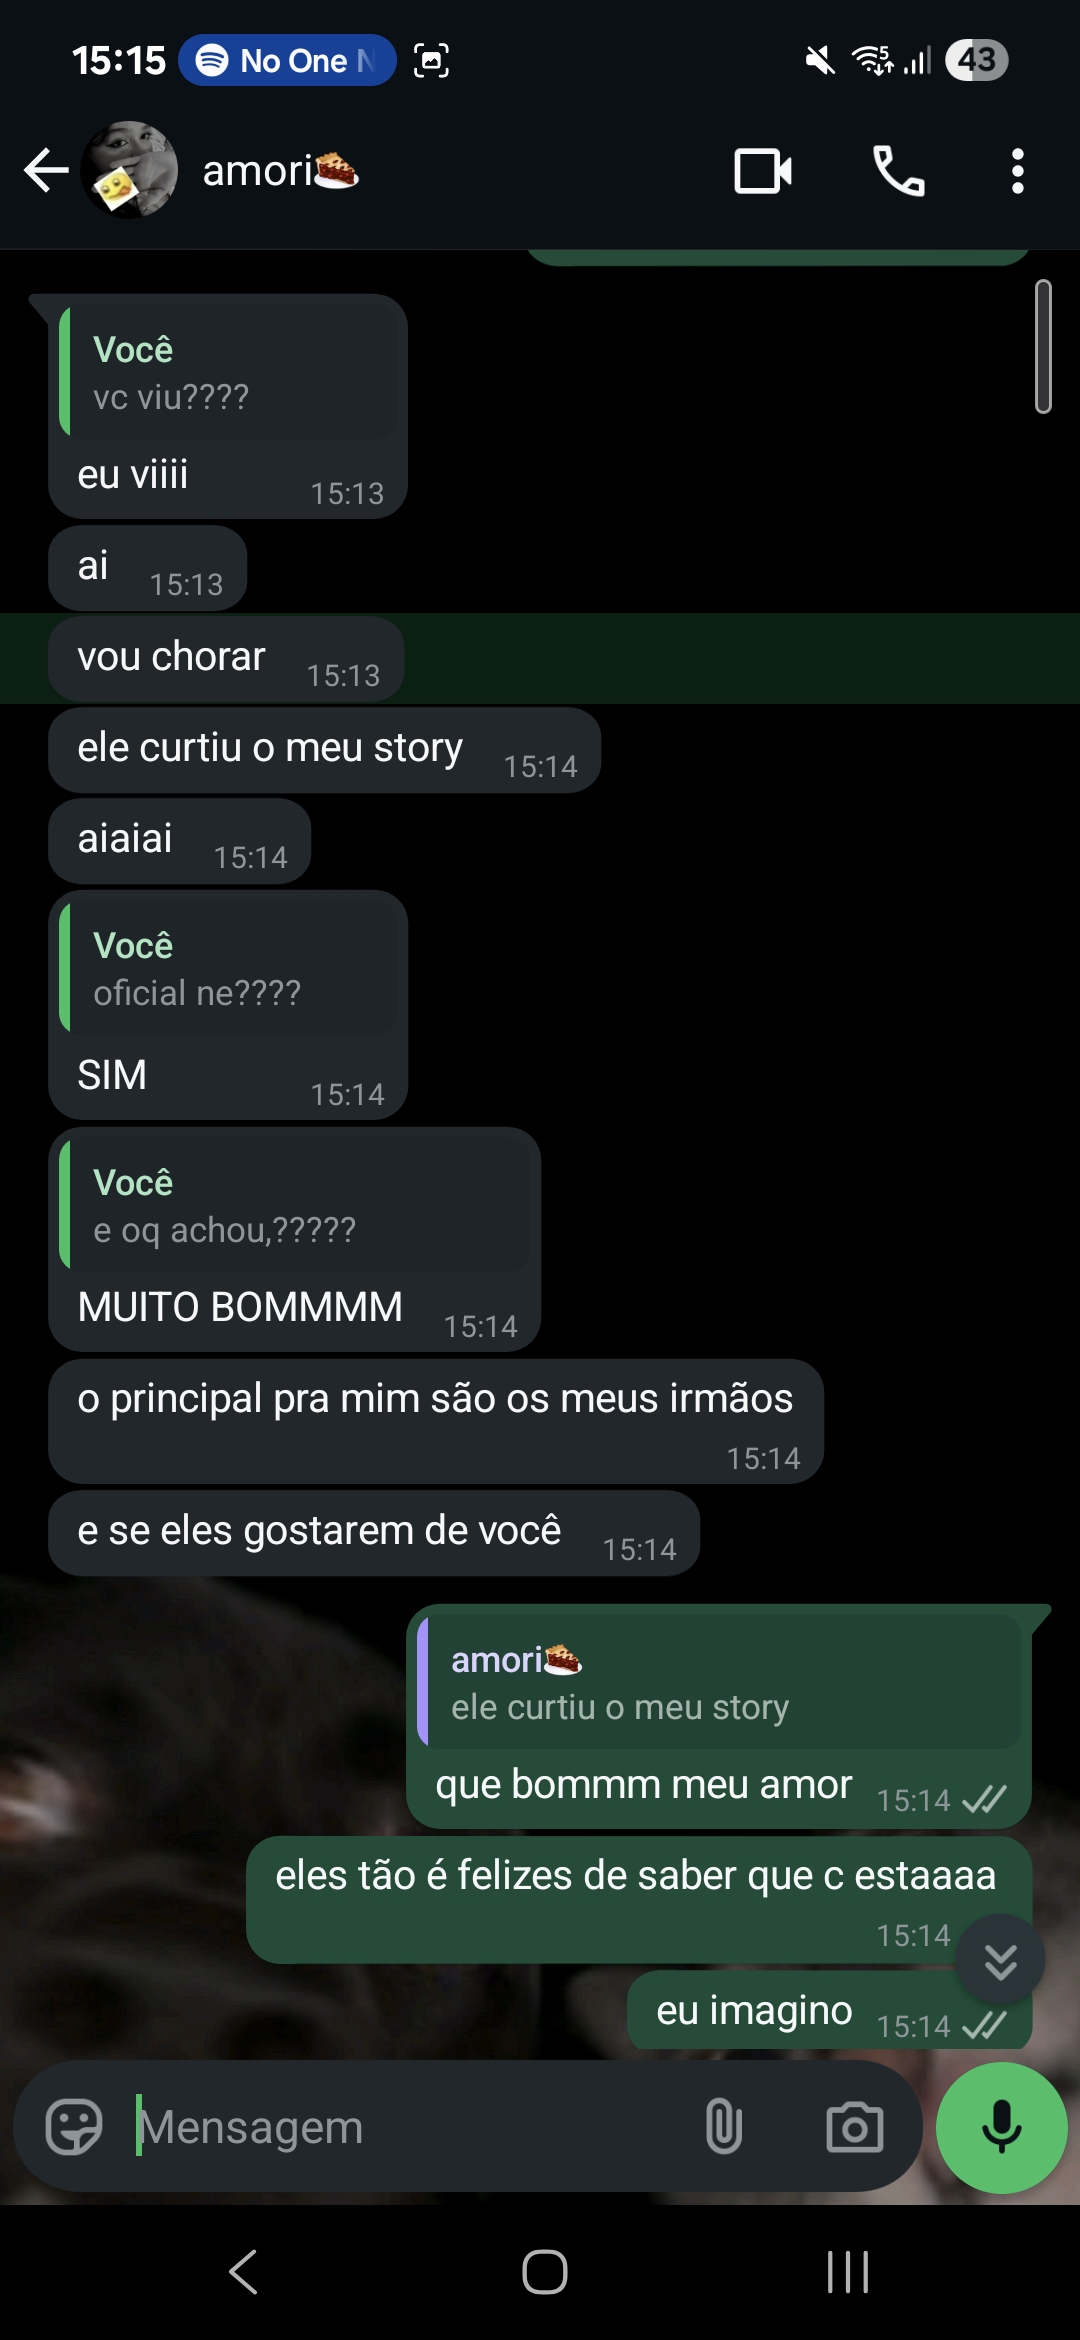 15:15 No One N 43
amori
Você
vc viu????
eu viiii 15:13
ai 15:13
vou chorar 15:13
ele curtiu o meu story 15:14
aiaiai 15:14
Você
oficial ne????
SIM 15:14
Você
e oq achou,?????
MUITO BOMMMM 15:14
o principal pra mim são os meus irmãos
15:14
e se eles gostarem de você 15:14
amori
ele curtiu o meu story
que bommm meu amor 15:14
eles tão é felizes de saber que c estaaaa
15:14
eu imagino 15:14
Mensagem